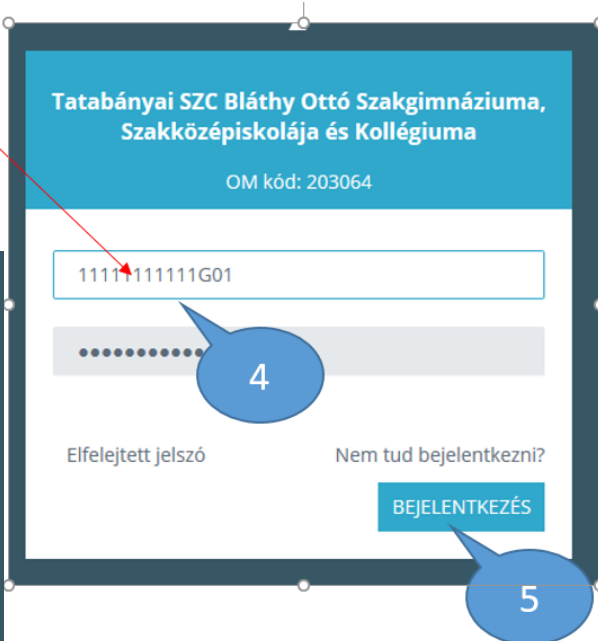 Tatabányai SZC Bláthy Ottó Szakgimnáziuma,
Szakközépiskolája és Kollégiuma
OM kód: 203064
11111111111G01
4
Elfelejtett jelszó
Nem tud bejelentkezni?
BEJELENTKEZÉS
5